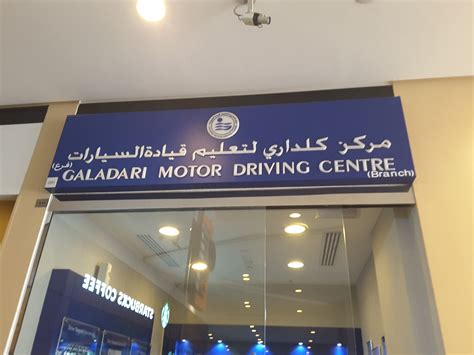 مركز كلداري لتعليم قيادة السيارات
(فرع)
GALADARI MOTOR DRIVING CENTRE
(Branch)
STARBUCKS COFFEE